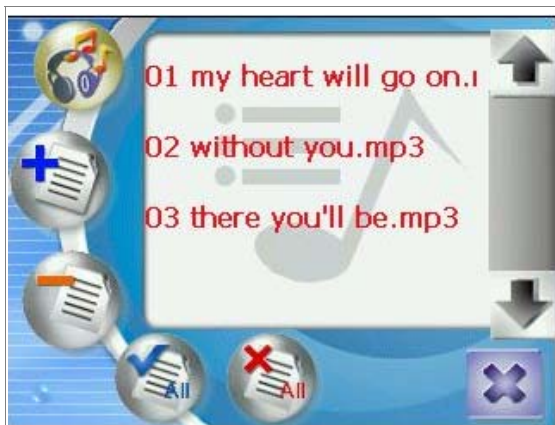 01 my heart will go on.
02 without you.mp3
03 there you'll be.mp3
All
All